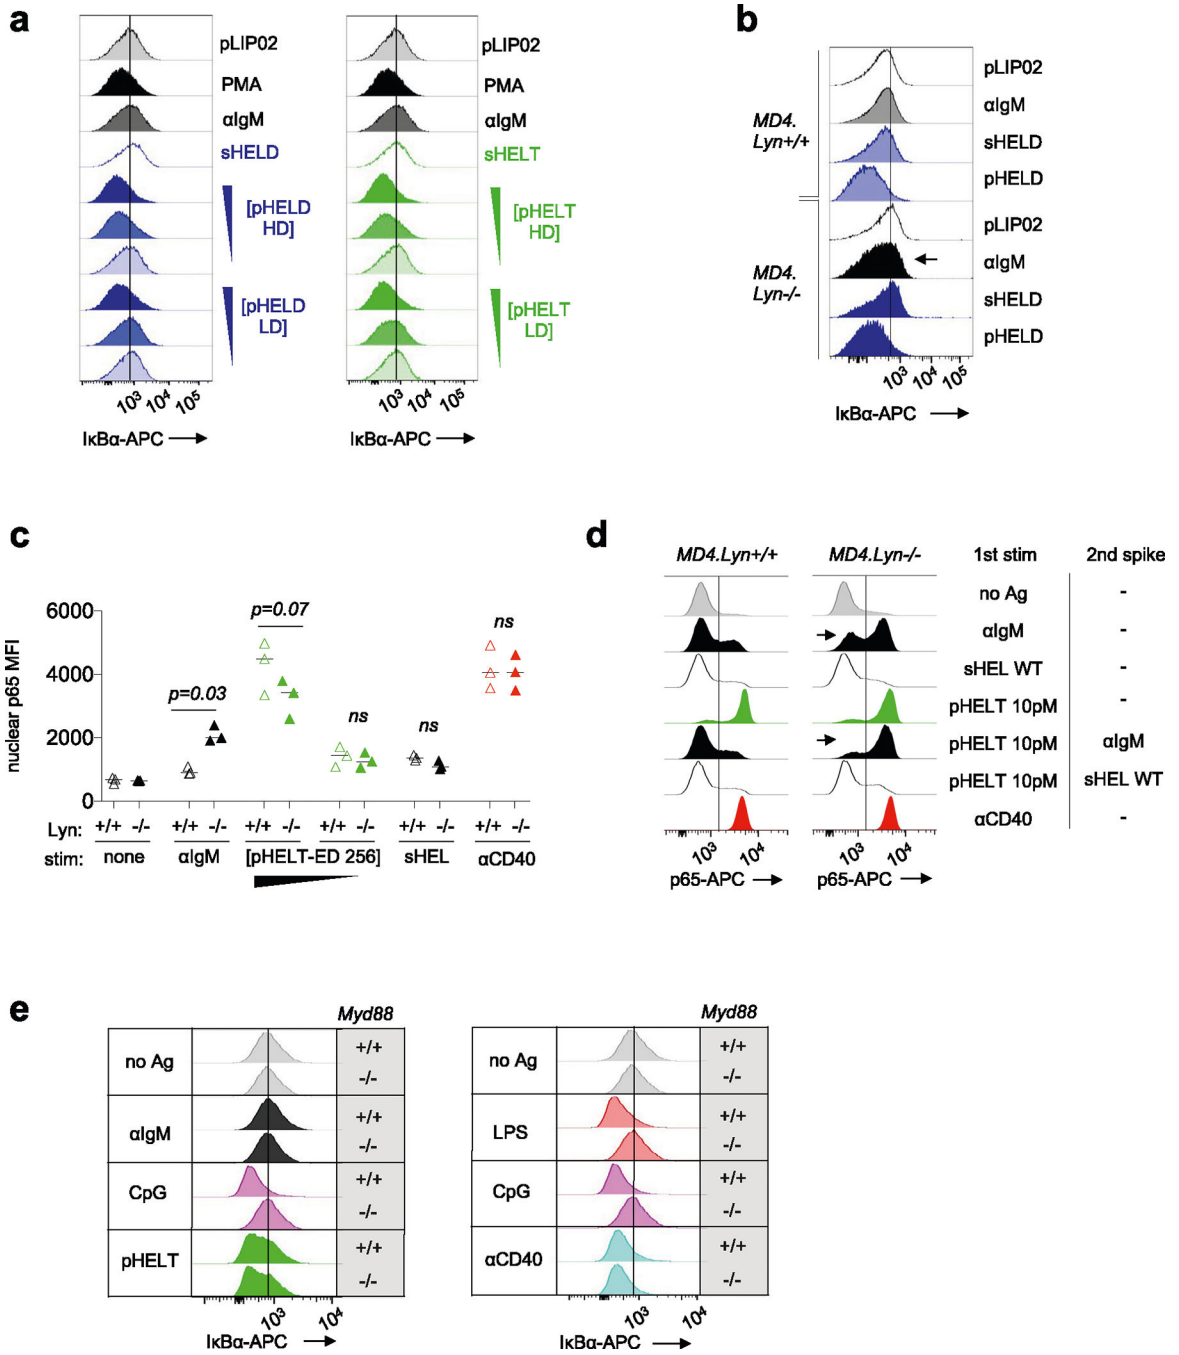 a
pLIP02
PMA
αIgM
sHELD
[pHELD
HD]
[pHELD
LD]
10³ 10⁴ 10⁵
IκBα-APC
pLIP02
PMA
αIgM
sHELT
[pHELT
HD]
[pHELT
LD]
10³ 10⁴ 10⁵
IκBα-APC
b
MD4.
Lyn+/+
pLIP02
αIgM
sHELD
pHELD
MD4.
Lyn-/-
pLIP02
αIgM
sHELD
pHELD
10³ 10⁴ 10⁵
IκBα-APC
c
nuclear p65 MFI
6000
4000
2000
0
p=0.03
p=0.07
ns
ns
ns
Lyn: +/+ -/- +/+ -/- +/+ -/- +/+ -/- +/+ -/- +/+ -/-
stim: none αIgM [pHELT-ED 256] sHEL αCD40
d
MD4.Lyn+/+ MD4.Lyn-/- 1st stim 2nd spike
no Ag -
αIgM -
sHEL WT -
pHELT 10pM -
pHELT 10pM αIgM
pHELT 10pM sHEL WT
αCD40 -
10³ 10⁴ 10³ 10⁴
p65-APC p65-APC
e
Myd88
no Ag +/+
-/-
αIgM +/+
-/-
CpG +/+
-/-
pHELT +/+
-/-
10³ 10⁴
IκBα-APC
Myd88
no Ag +/+
-/-
LPS +/+
-/-
CpG +/+
-/-
αCD40 +/+
-/-
10³ 10⁴
IκBα-APC